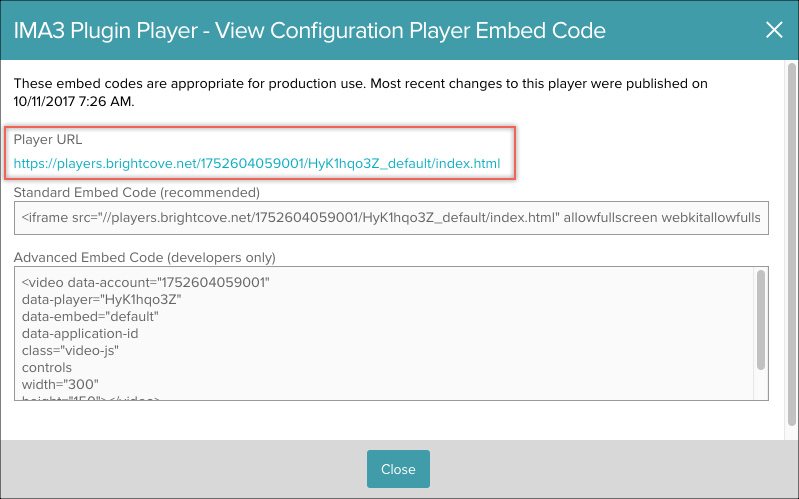 IMA3 Plugin Player - View Configuration Player Embed Code
These embed codes are appropriate for production use. Most recent changes to this player were published on
10/11/2017 7:26 AM.
Player URL
https://players.brightcove.net/1752604059001/HyK1hqo3Z_default/index.html
Standard Embed Code (recommended)
<iframe src="//players.brightcove.net/1752604059001/HyK1hqo3Z_default/index.html" allowfullscreen webkitallowfulls
Advanced Embed Code (developers only)
<video data-account="1752604059001"
data-player="HyK1hqo3Z"
data-embed="default"
data-application-id
class="video-js"
controls
width="300"
height="150"></video>
Close